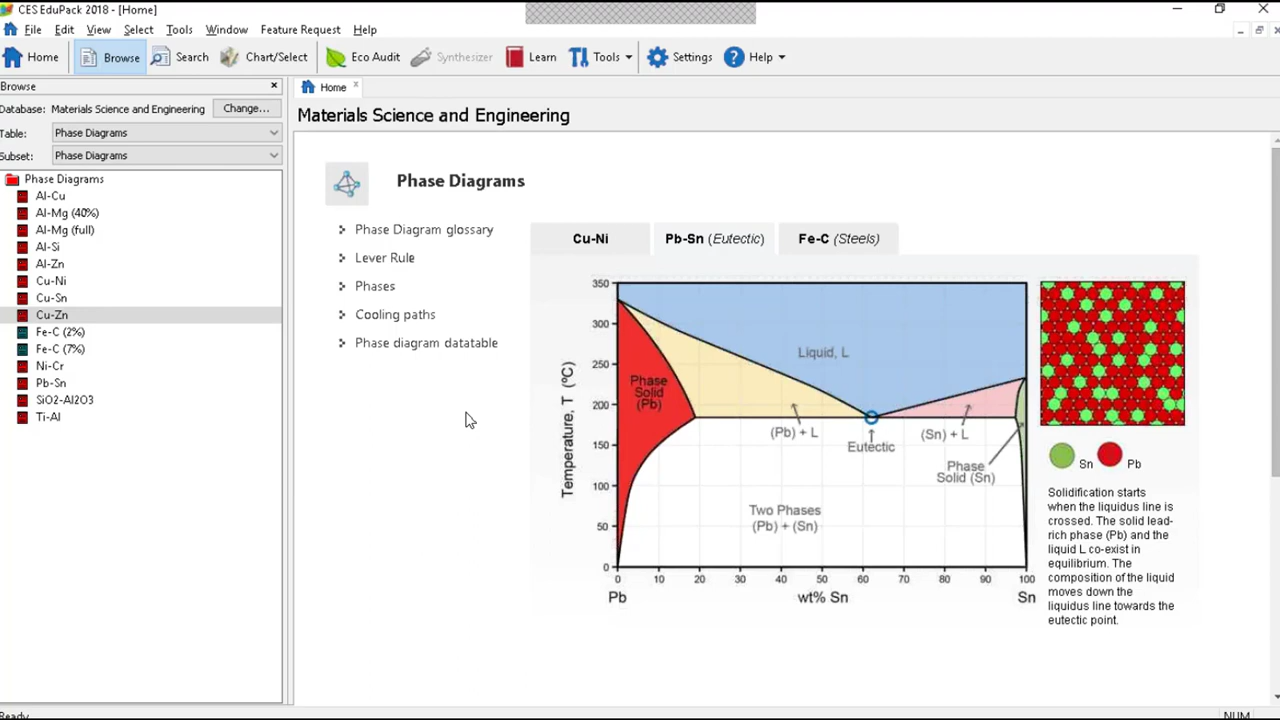 CES EduPack 2018 - [Home]
File Edit View Select Tools Window Feature Request Help
Home Browse Search Chart/Select Eco Audit Synthesizer Learn Tools Settings Help
Browse
Home
Database: Materials Science and Engineering Change...
Table: Phase Diagrams
Subset: Phase Diagrams
Phase Diagrams
Al-Cu
Al-Mg (40%)
Al-Mg (full)
Al-Si
Al-Zn
Cu-Ni
Cu-Sn
Cu-Zn
Fe-C (2%)
Fe-C (7%)
Ni-Cr
Pb-Sn
SiO2-Al2O3
Ti-Al
Materials Science and Engineering
Phase Diagrams
Phase Diagram glossary
Lever Rule
Phases
Cooling paths
Phase diagram datatable
Cu-Ni Pb-Sn (Eutectic) Fe-C (Steels)
Temperature, T (ºC)
350
300
250
200
150
100
50
0
Liquid, L
Phase
Solid
(Pb)
(Pb) + L
Eutectic
(Sn) + L
Phase
Solid (Sn)
Two Phases
(Pb) + (Sn)
0 10 20 30 40 50 60 70 80 90 100
Pb wt% Sn Sn
Sn Pb
Solidification starts
when the liquidus line is
crossed. The solid lead-
rich phase (Pb) and the
liquid L co-exist in
equilibrium. The
composition of the liquid
moves down the
liquidus line towards the
eutectic point.
Ready NUM